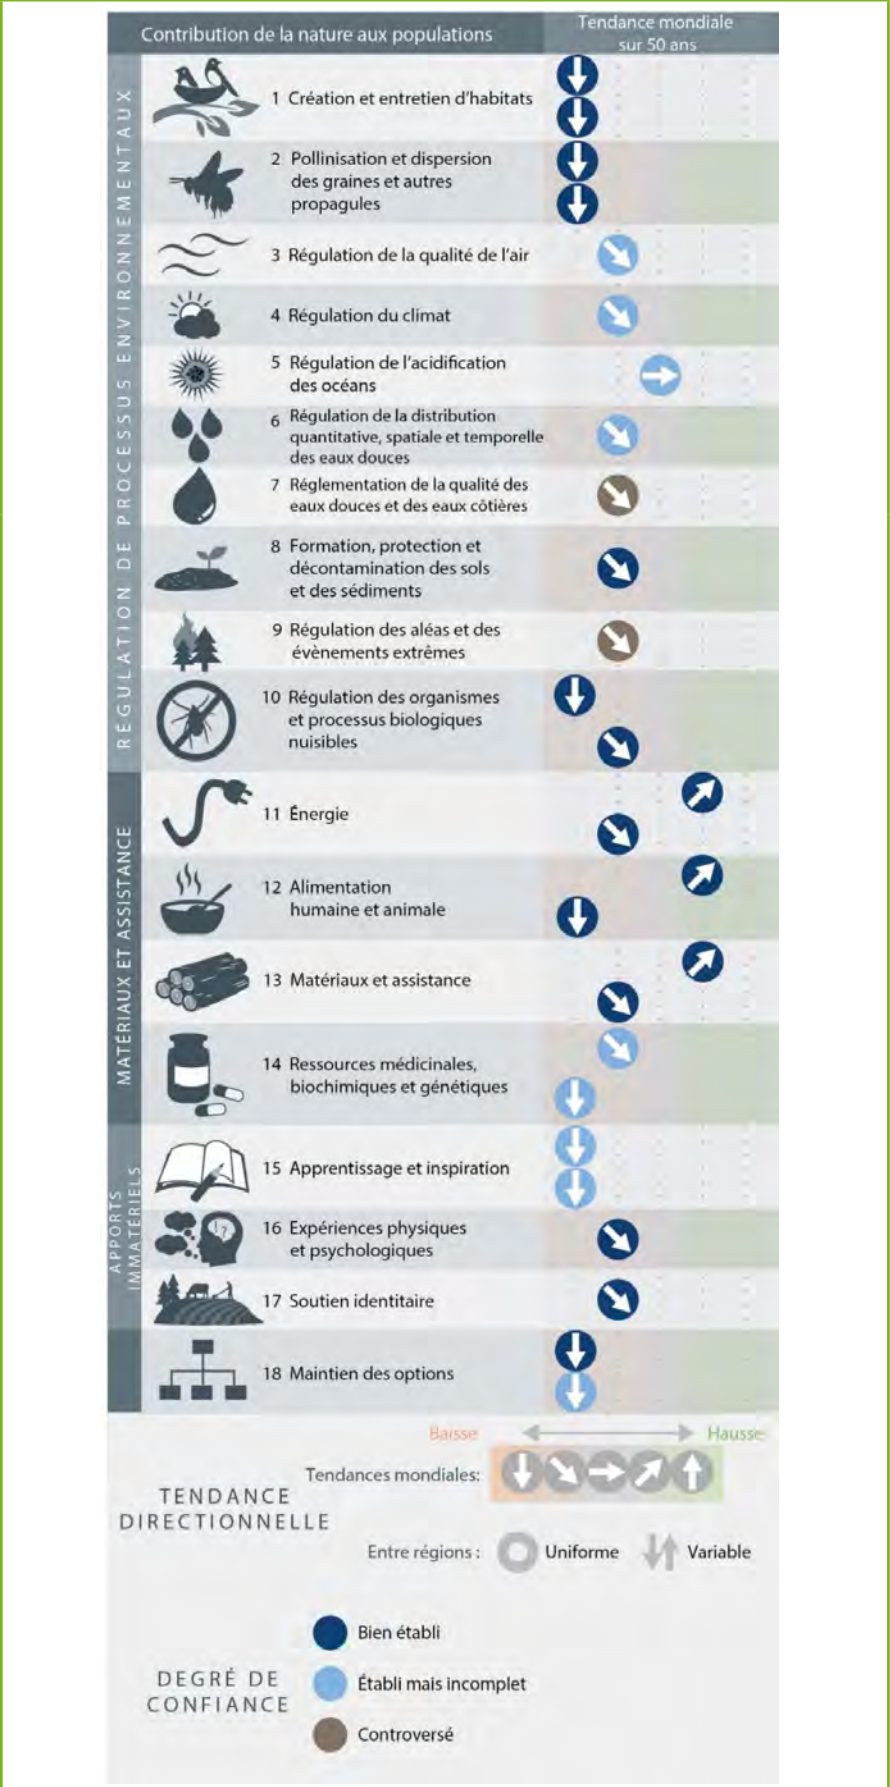 Contribution de la nature aux populations
Tendance mondiale
sur 50 ans
RÉGULATION DE PROCESSUS ENVIRONNEMENTAUX
1 Création et entretien d'habitats
2 Pollinisation et dispersion
des graines et autres
propagules
3 Régulation de la qualité de l'air
4 Régulation du climat
5 Régulation de l'acidification
des océans
6 Régulation de la distribution
quantitative, spatiale et temporelle
des eaux douces
7 Réglementation de la qualité des
eaux douces et des eaux côtières
8 Formation, protection et
décontamination des sols
et des sédiments
9 Régulation des aléas et des
évènements extrêmes
10 Régulation des organismes
et processus biologiques
nuisibles
MATÉRIAUX ET ASSISTANCE
11 Énergie
12 Alimentation
humaine et animale
13 Matériaux et assistance
14 Ressources médicinales,
biochimiques et génétiques
APPORTS
IMMATÉRIELS
15 Apprentissage et inspiration
16 Expériences physiques
et psychologiques
17 Soutien identitaire
18 Maintien des options
Baisse
Hausse
TENDANCE
DIRECTIONNELLE
Tendances mondiales:
Entre régions :
Uniforme
Variable
DEGRÉ DE
CONFIANCE
Bien établi
Établi mais incomplet
Controversé